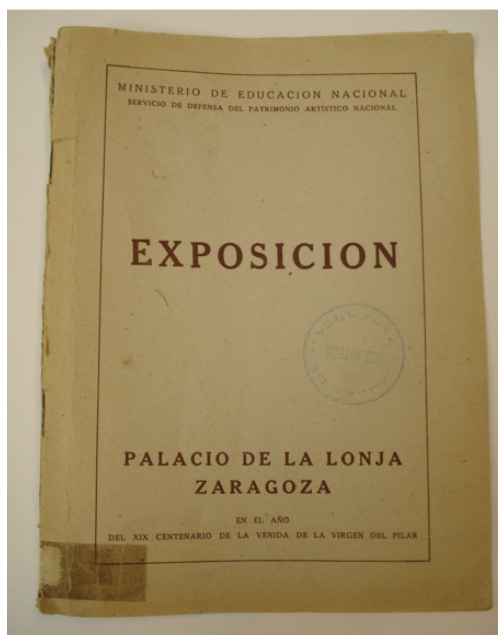 MINISTERIO DE EDUCACION NACIONAL
SERVICIO DE DEFENSA DEL PATRIMONIO ARTÍSTICO NACIONAL
EXPOSICION
PALACIO DE LA LONJA
ZARAGOZA
EN EL AÑO
DEL XIX CENTENARIO DE LA VENIDA DE LA VIRGEN DEL PILAR